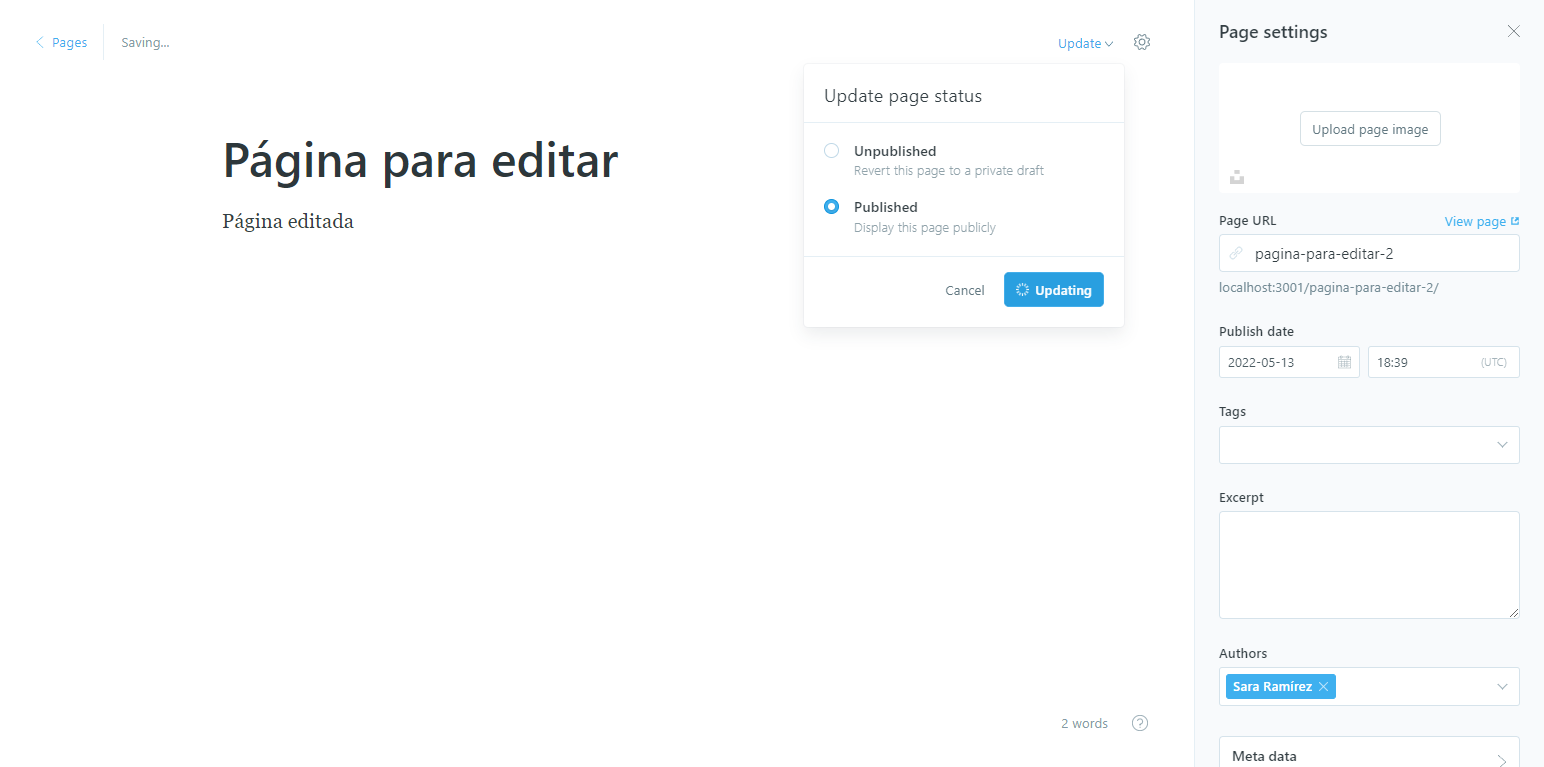 Pages
Saving...
Update
Update page status
Unpublished
Revert this page to a private draft
Published
Display this page publicly
Cancel
Updating
Página para editar
Página editada
2 words
?
Page settings
Upload page image
Page URL
View page
pagina-para-editar-2
localhost:3001/pagina-para-editar-2/
Publish date
2022-05-13
18:39
(UTC)
Tags
Excerpt
Authors
Sara Ramírez
Meta data